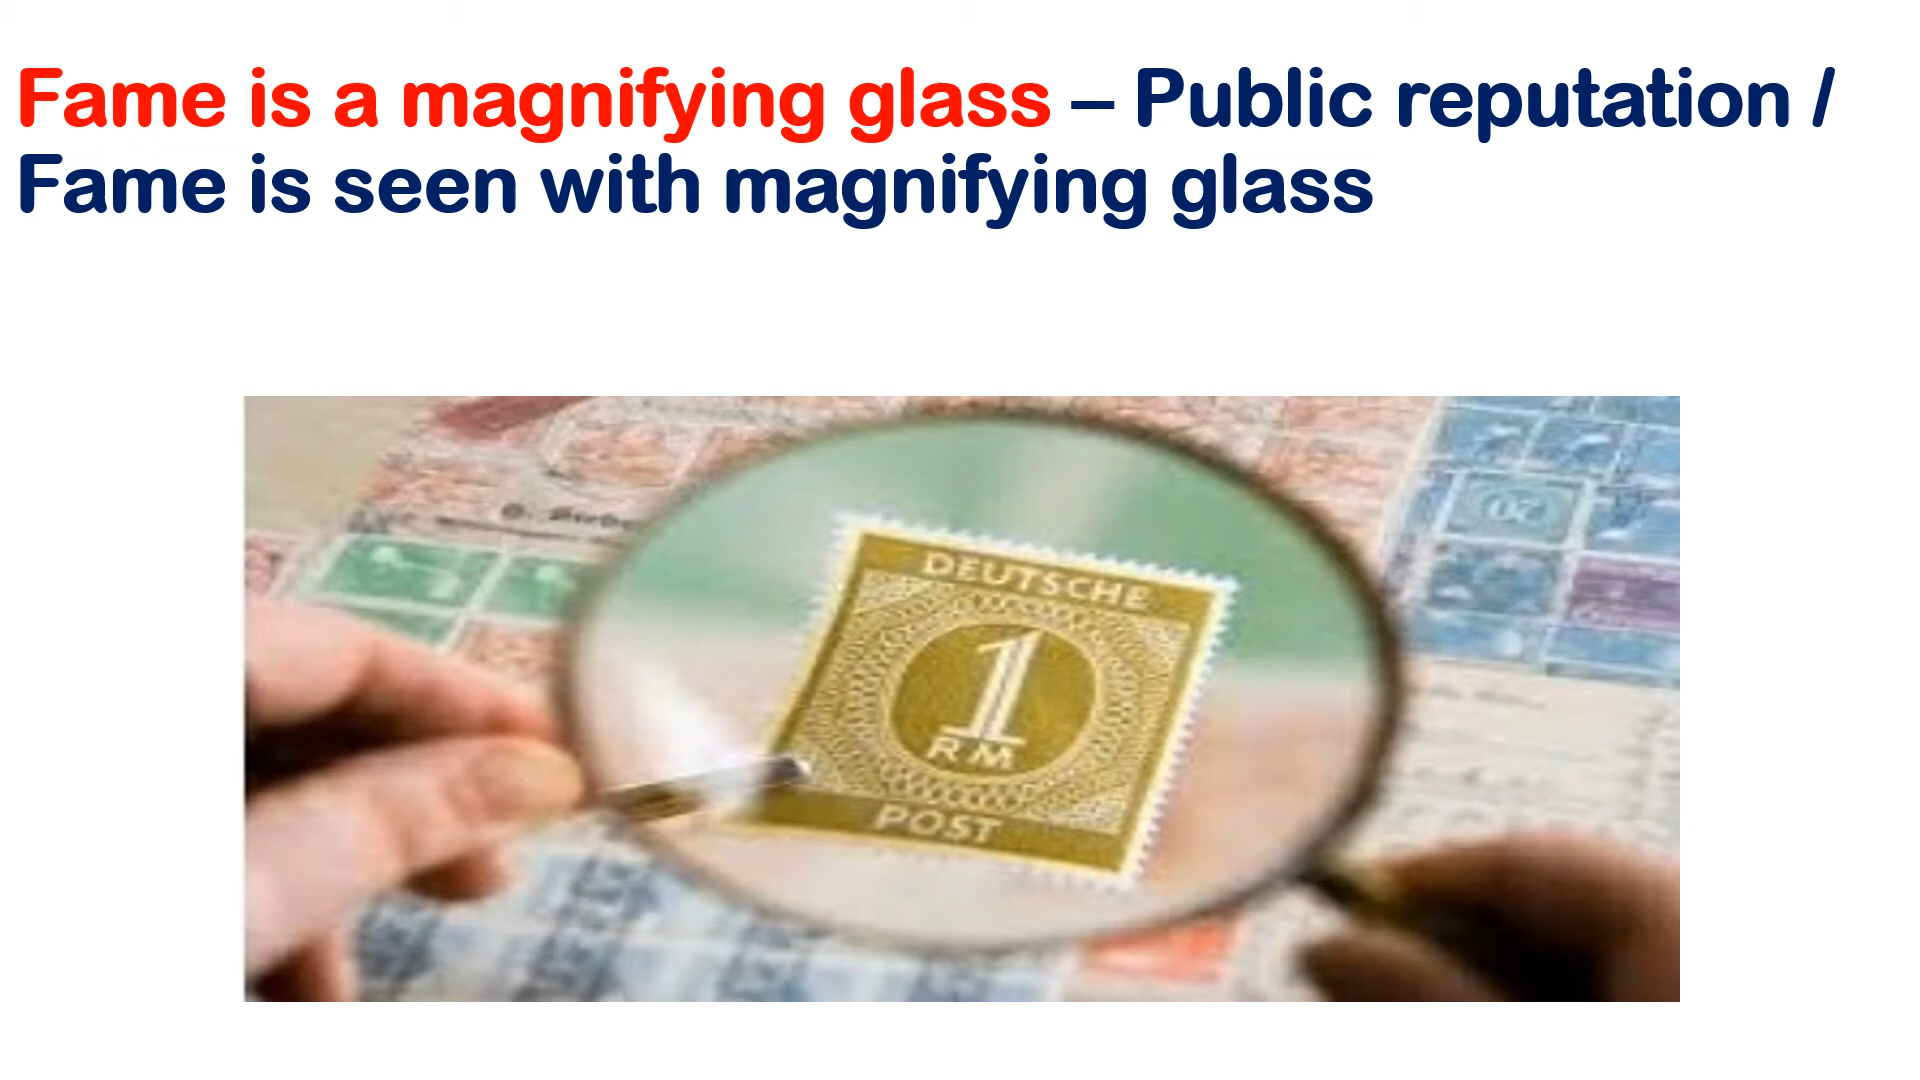 Fame is a magnifying glass – Public reputation /
Fame is seen with magnifying glass
DEUTSCHE
1
RM
POST